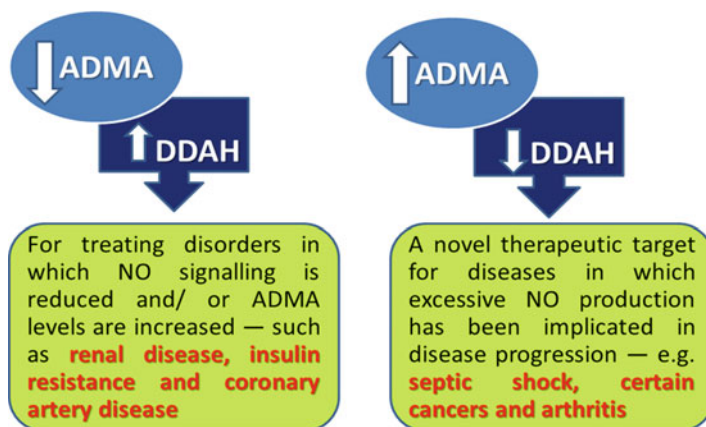 ADMA
DDAH
For treating disorders in
which NO signalling is
reduced and/ or ADMA
levels are increased — such
as renal disease, insulin
resistance and coronary
artery disease
ADMA
DDAH
A novel therapeutic target
for diseases in which
excessive NO production
has been implicated in
disease progression — e.g.
septic shock, certain
cancers and arthritis